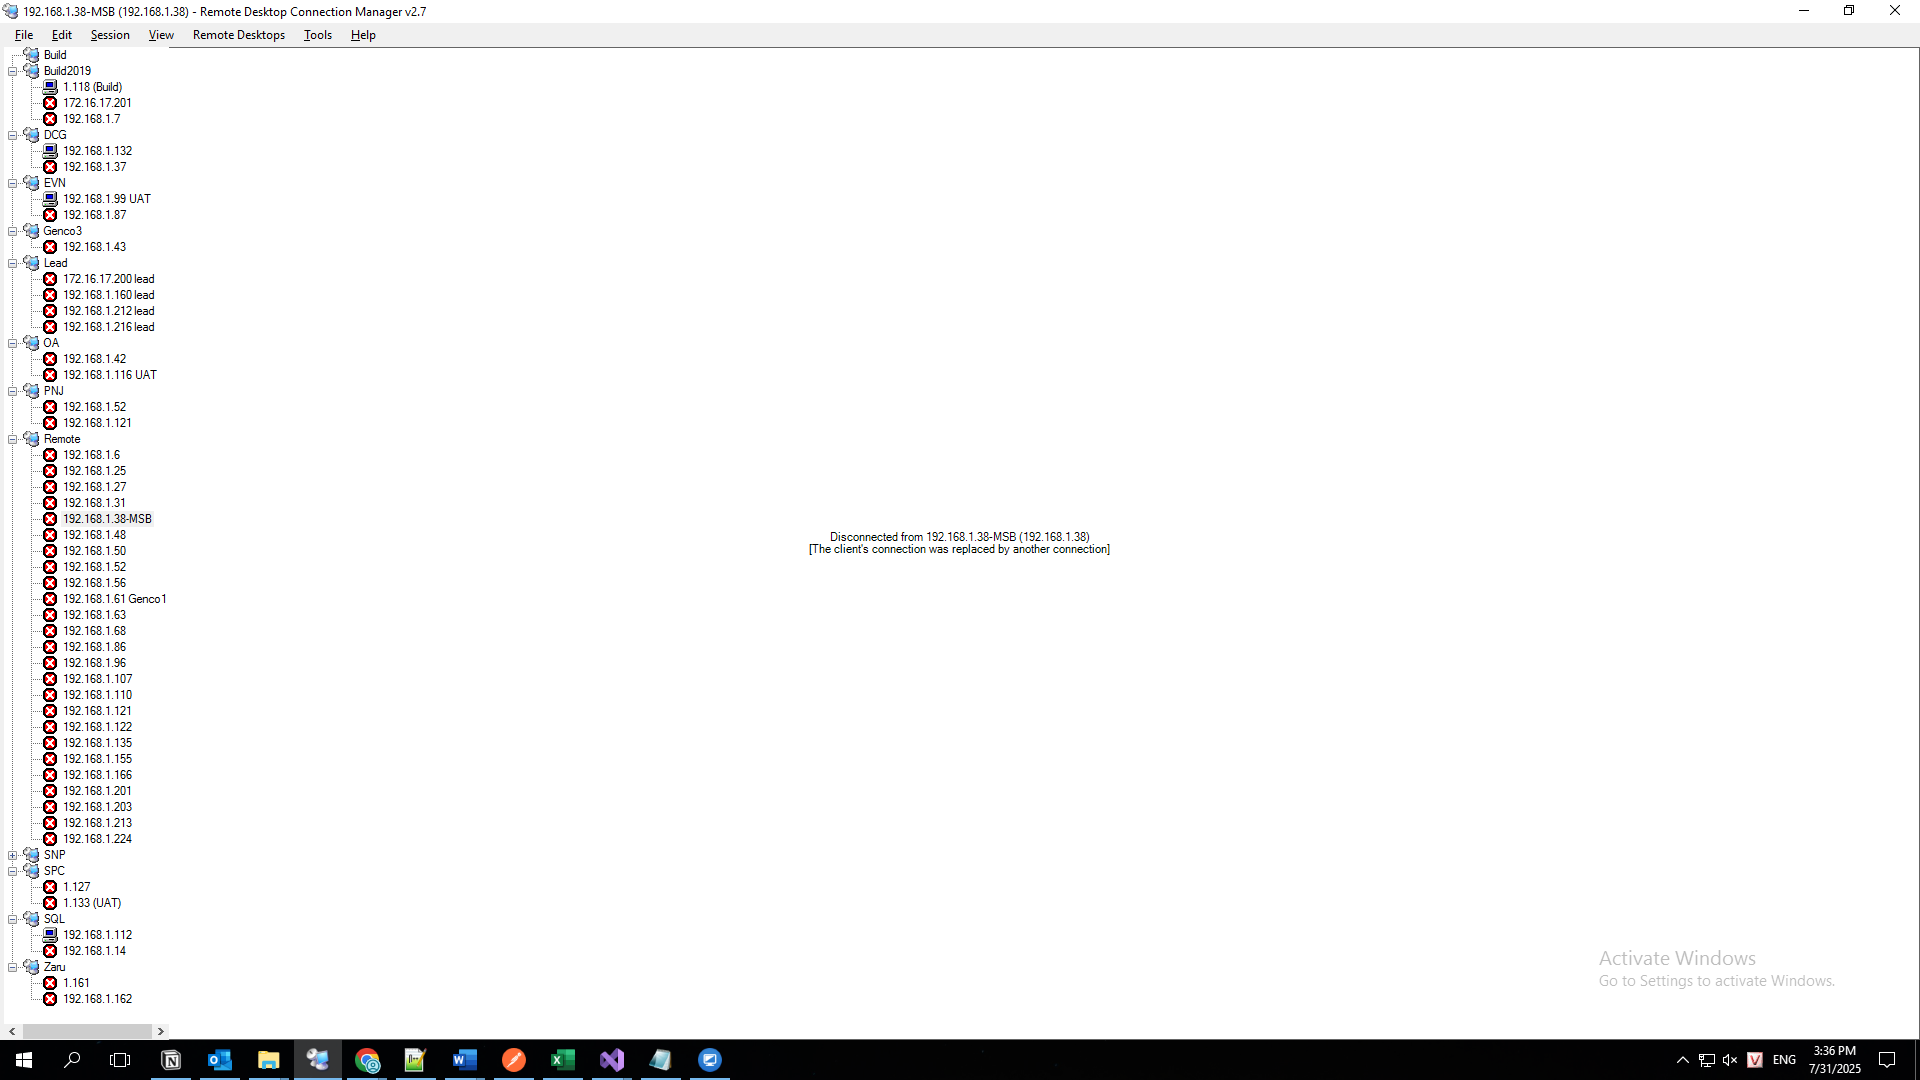 192.168.1.38-MSB (192.168.1.38) - Remote Desktop Connection Manager v2.7
File Edit Session View Remote Desktops Tools Help
Build
Build2019
1.118 (Build)
172.16.17.201
192.168.1.7
DCG
192.168.1.132
192.168.1.37
EVN
192.168.1.99 UAT
192.168.1.87
Genco3
192.168.1.43
Lead
172.16.17.200 lead
192.168.1.160 lead
192.168.1.212 lead
192.168.1.216 lead
OA
192.168.1.42
192.168.1.116 UAT
PNJ
192.168.1.52
192.168.1.121
Remote
192.168.1.6
192.168.1.25
192.168.1.27
192.168.1.31
192.168.1.38-MSB
192.168.1.48
192.168.1.50
192.168.1.52
192.168.1.56
192.168.1.61 Genco1
192.168.1.63
192.168.1.68
192.168.1.86
192.168.1.96
192.168.1.107
192.168.1.110
192.168.1.121
192.168.1.122
192.168.1.135
192.168.1.155
192.168.1.166
192.168.1.201
192.168.1.203
192.168.1.213
192.168.1.224
SNP
SPC
1.127
1.133 (UAT)
SQL
192.168.1.112
192.168.1.14
Zaru
1.161
192.168.1.162
Disconnected from 192.168.1.38-MSB (192.168.1.38)
[The client's connection was replaced by another connection]
Activate Windows
Go to Settings to activate Windows.
ENG
3:36 PM
7/31/2025